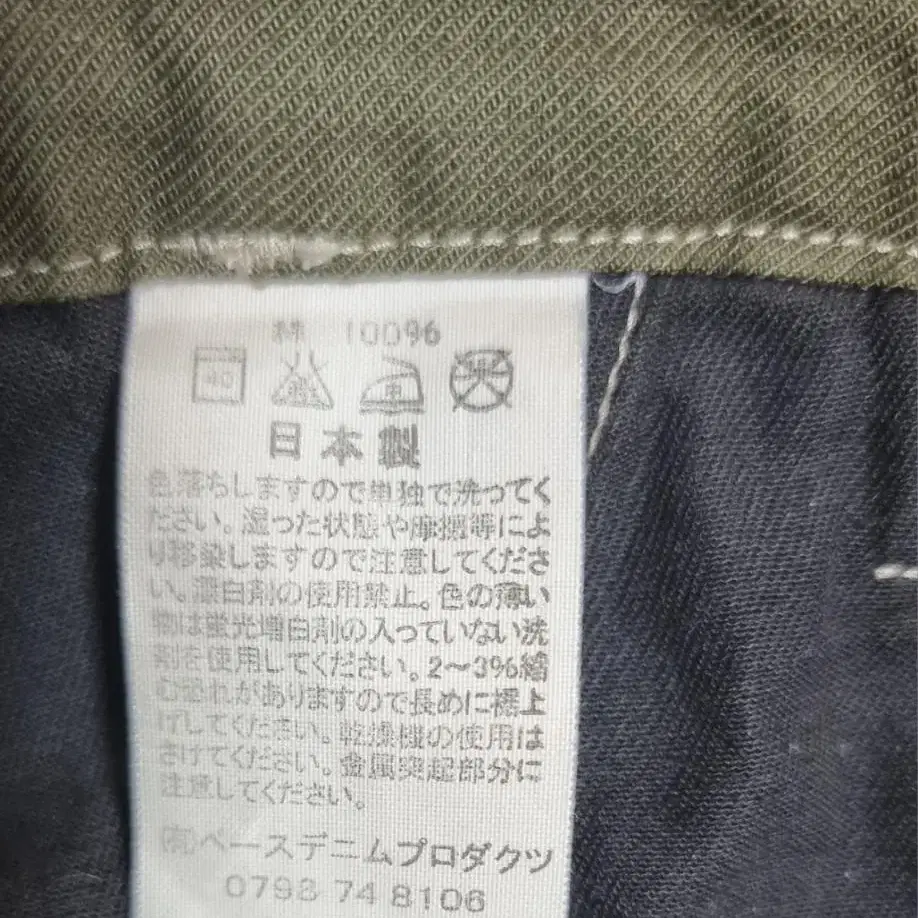 10096
40
中
日本製
色落ちしますので単独で洗ってく
ださい。湿った状態や摩擦等によ
り移染しますので注意してくださ
い。漂白剤の使用禁止。色の薄い
物は蛍光増白剤の入っていない洗
剤を使用してください。2〜3%縮
む恐れがありますので長めに裾上
げしてください。乾燥機の使用は
さけてください。金属突起部分に
注意してください。
㈲ベースデニムプロダクツ
0798 74 8106